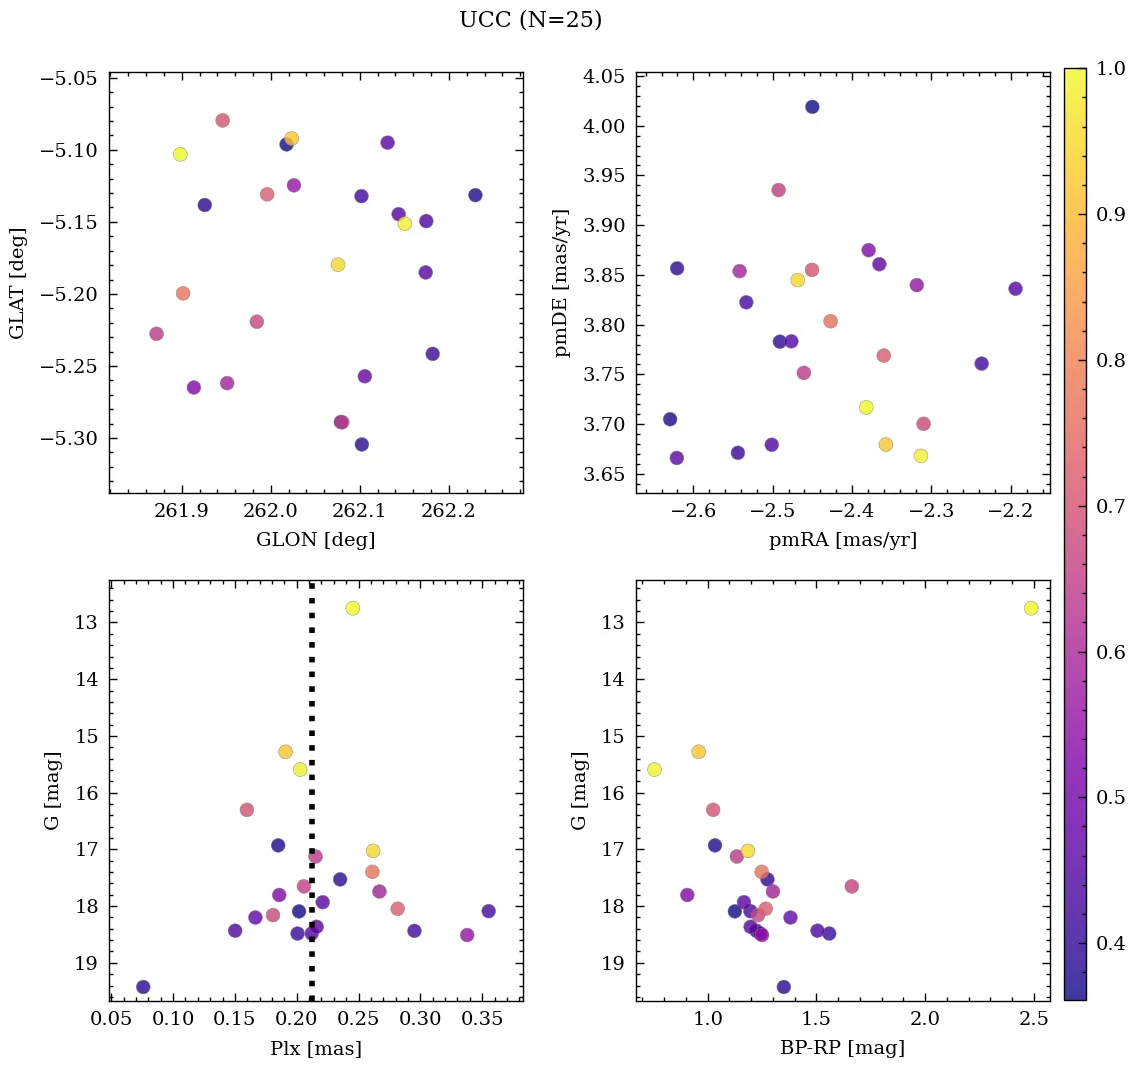 UCC (N=25)
−5.05
−5.10
−5.15
−5.20
−5.25
−5.30
GLAT [deg]
261.9 262.0 262.1 262.2
GLON [deg]
4.05
4.00
3.95
3.90
3.85
3.80
3.75
3.70
3.65
pmDE [mas/yr]
−2.6 −2.5 −2.4 −2.3 −2.2
pmRA [mas/yr]
1.0
0.9
0.8
0.7
0.6
0.5
0.4
13
14
15
16
17
18
19
G [mag]
0.05 0.10 0.15 0.20 0.25 0.30 0.35
Plx [mas]
13
14
15
16
17
18
19
G [mag]
1.0 1.5 2.0 2.5
BP-RP [mag]